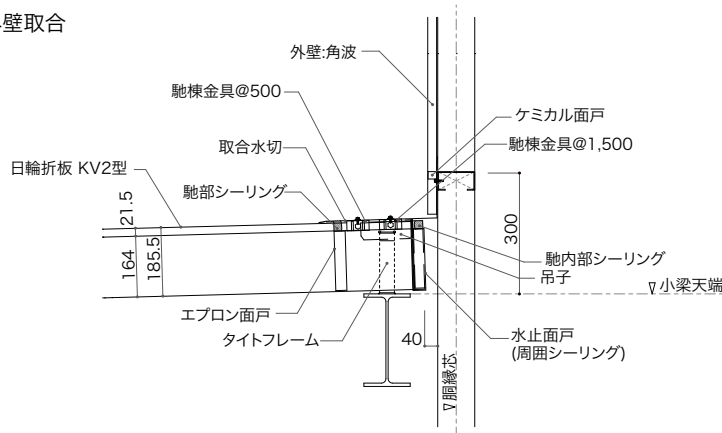 壁取合
外壁:角波
馳棟金具@500
ケミカル面戸
取合水切
馳棟金具@1,500
日輪折板 KV2型
馳部シーリング
21.5
164
185.5
300
馳内部シーリング
吊子
小梁天端
エプロン面戸
タイトフレーム
40
水止面戸
(周囲シーリング)
胴縁芯